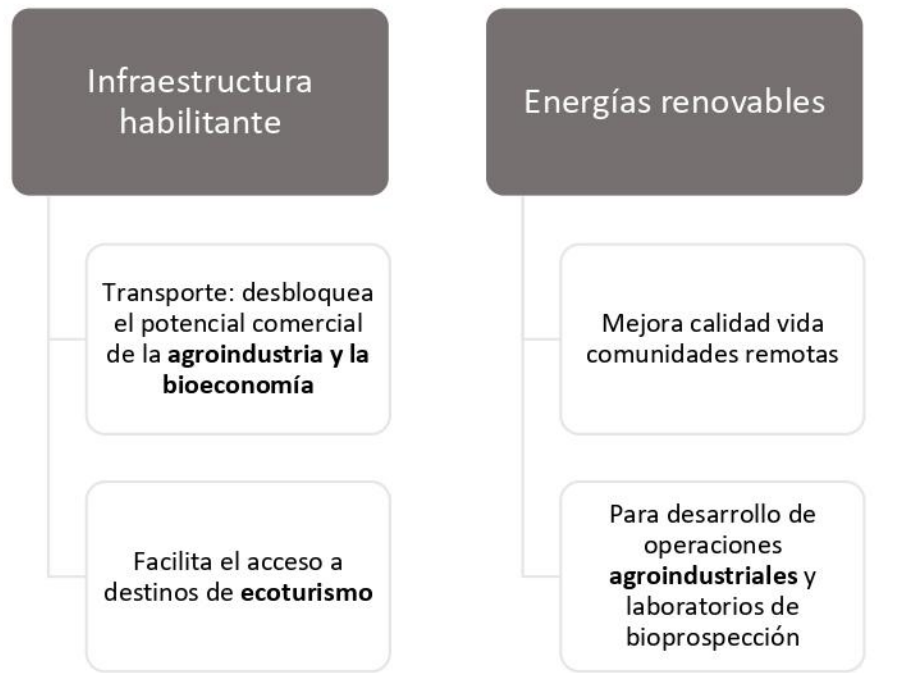 Infraestructura
habilitante
Transporte: desbloquea
el potencial comercial
de la agroindustria y la
bioeconomía
Facilita el acceso a
destinos de ecoturismo
Energías renovables
Mejora calidad vida
comunidades remotas
Para desarrollo de
operaciones
agroindustriales y
laboratorios de
bioprospección